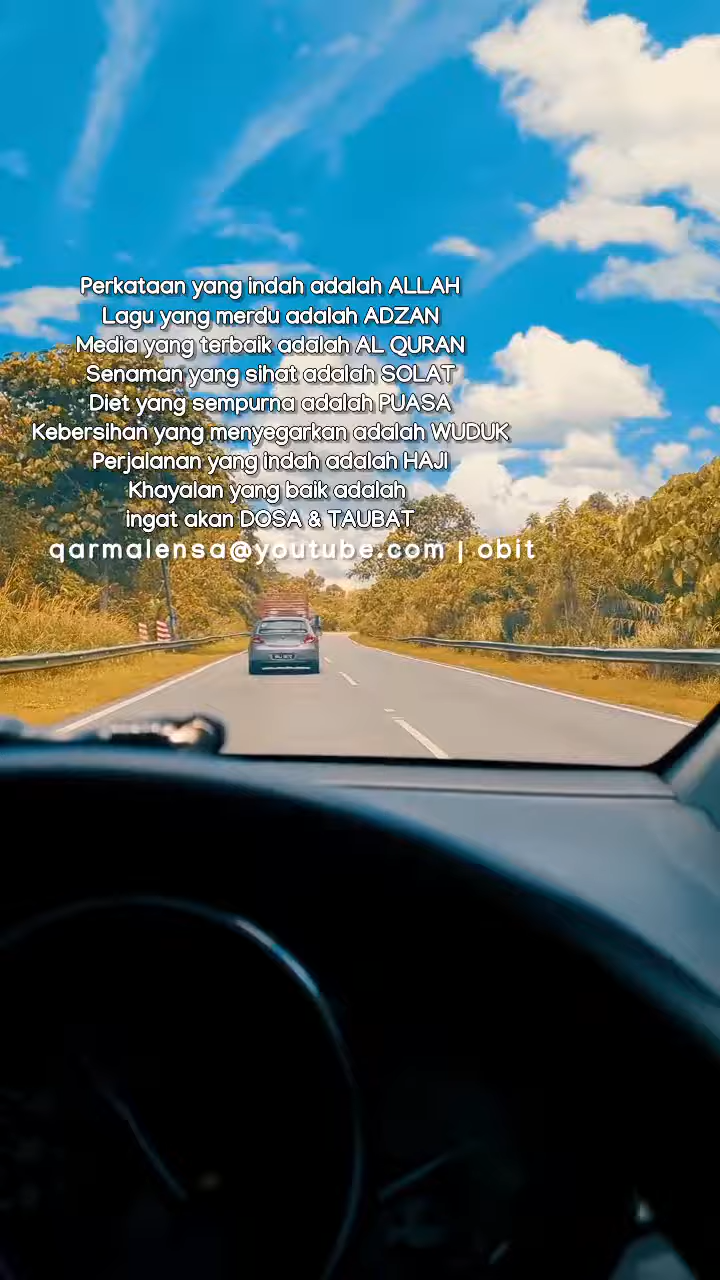 Perkataan yang indah adalah ALLAH
Lagu yang merdu adalah ADZAN
Media yang terbaik adalah AL QURAN
Senaman yang sihat adalah SOLAT
Diet yang sempurna adalah PUASA
Kebersihan yang menyegarkan adalah WUDUK
Perjalanan yang indah adalah HAJI
Khayalan yang baik adalah
ingat akan DOSA & TAUBAT
qarmalensa@youtube.com | obit